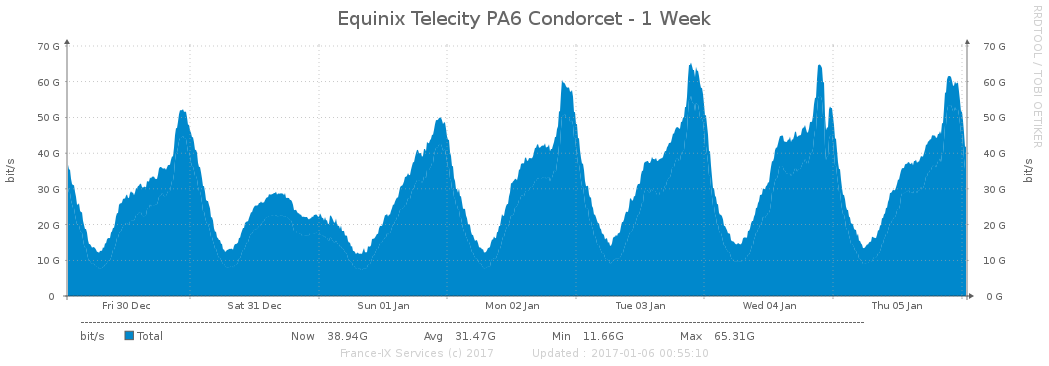 Equinix Telecity PA6 Condorcet - 1 Week
RRDTOOL / TOBI OETIKER
70 G 70 G
60 G 60 G
50 G 50 G
40 G 40 G
30 G 30 G
20 G 20 G
10 G 10 G
0 0 G
bit/s bit/s
Fri 30 Dec Sat 31 Dec Sun 01 Jan Mon 02 Jan Tue 03 Jan Wed 04 Jan Thu 05 Jan
bit/s Total Now 38.94G Avg 31.47G Min 11.66G Max 65.31G
France-IX Services (c) 2017 Updated : 2017-01-06 00:55:10